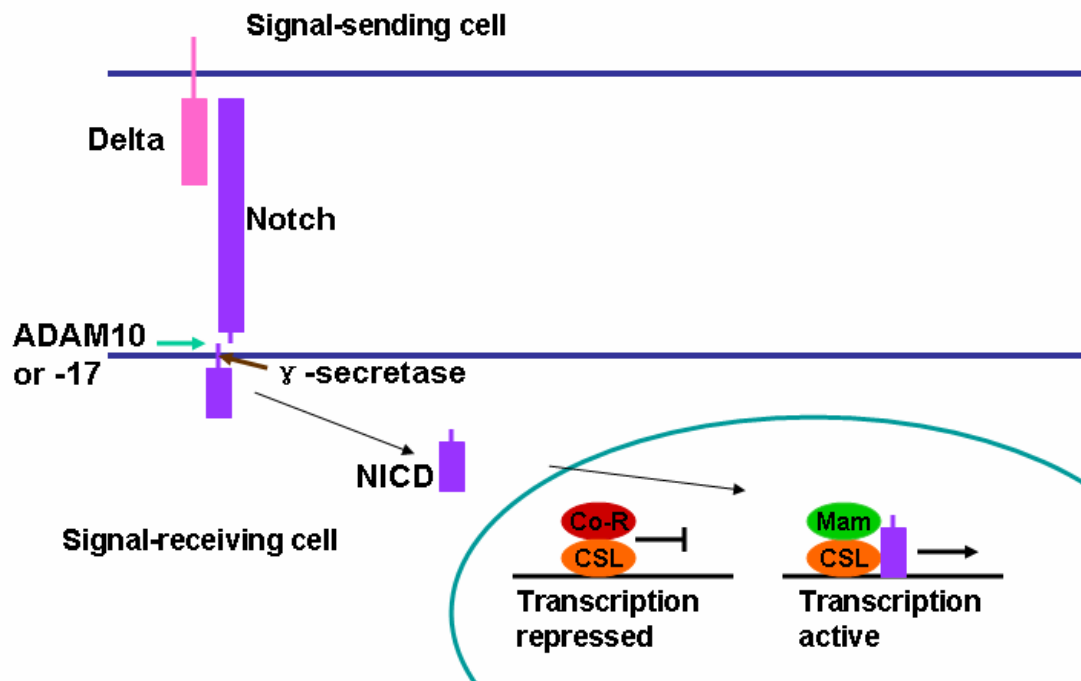 Signal-sending cell
Delta
Notch
ADAM10
or -17
ɣ -secretase
NICD
Signal-receiving cell
Co-R
CSL
Mam
CSL
Transcription
repressed
Transcription
active